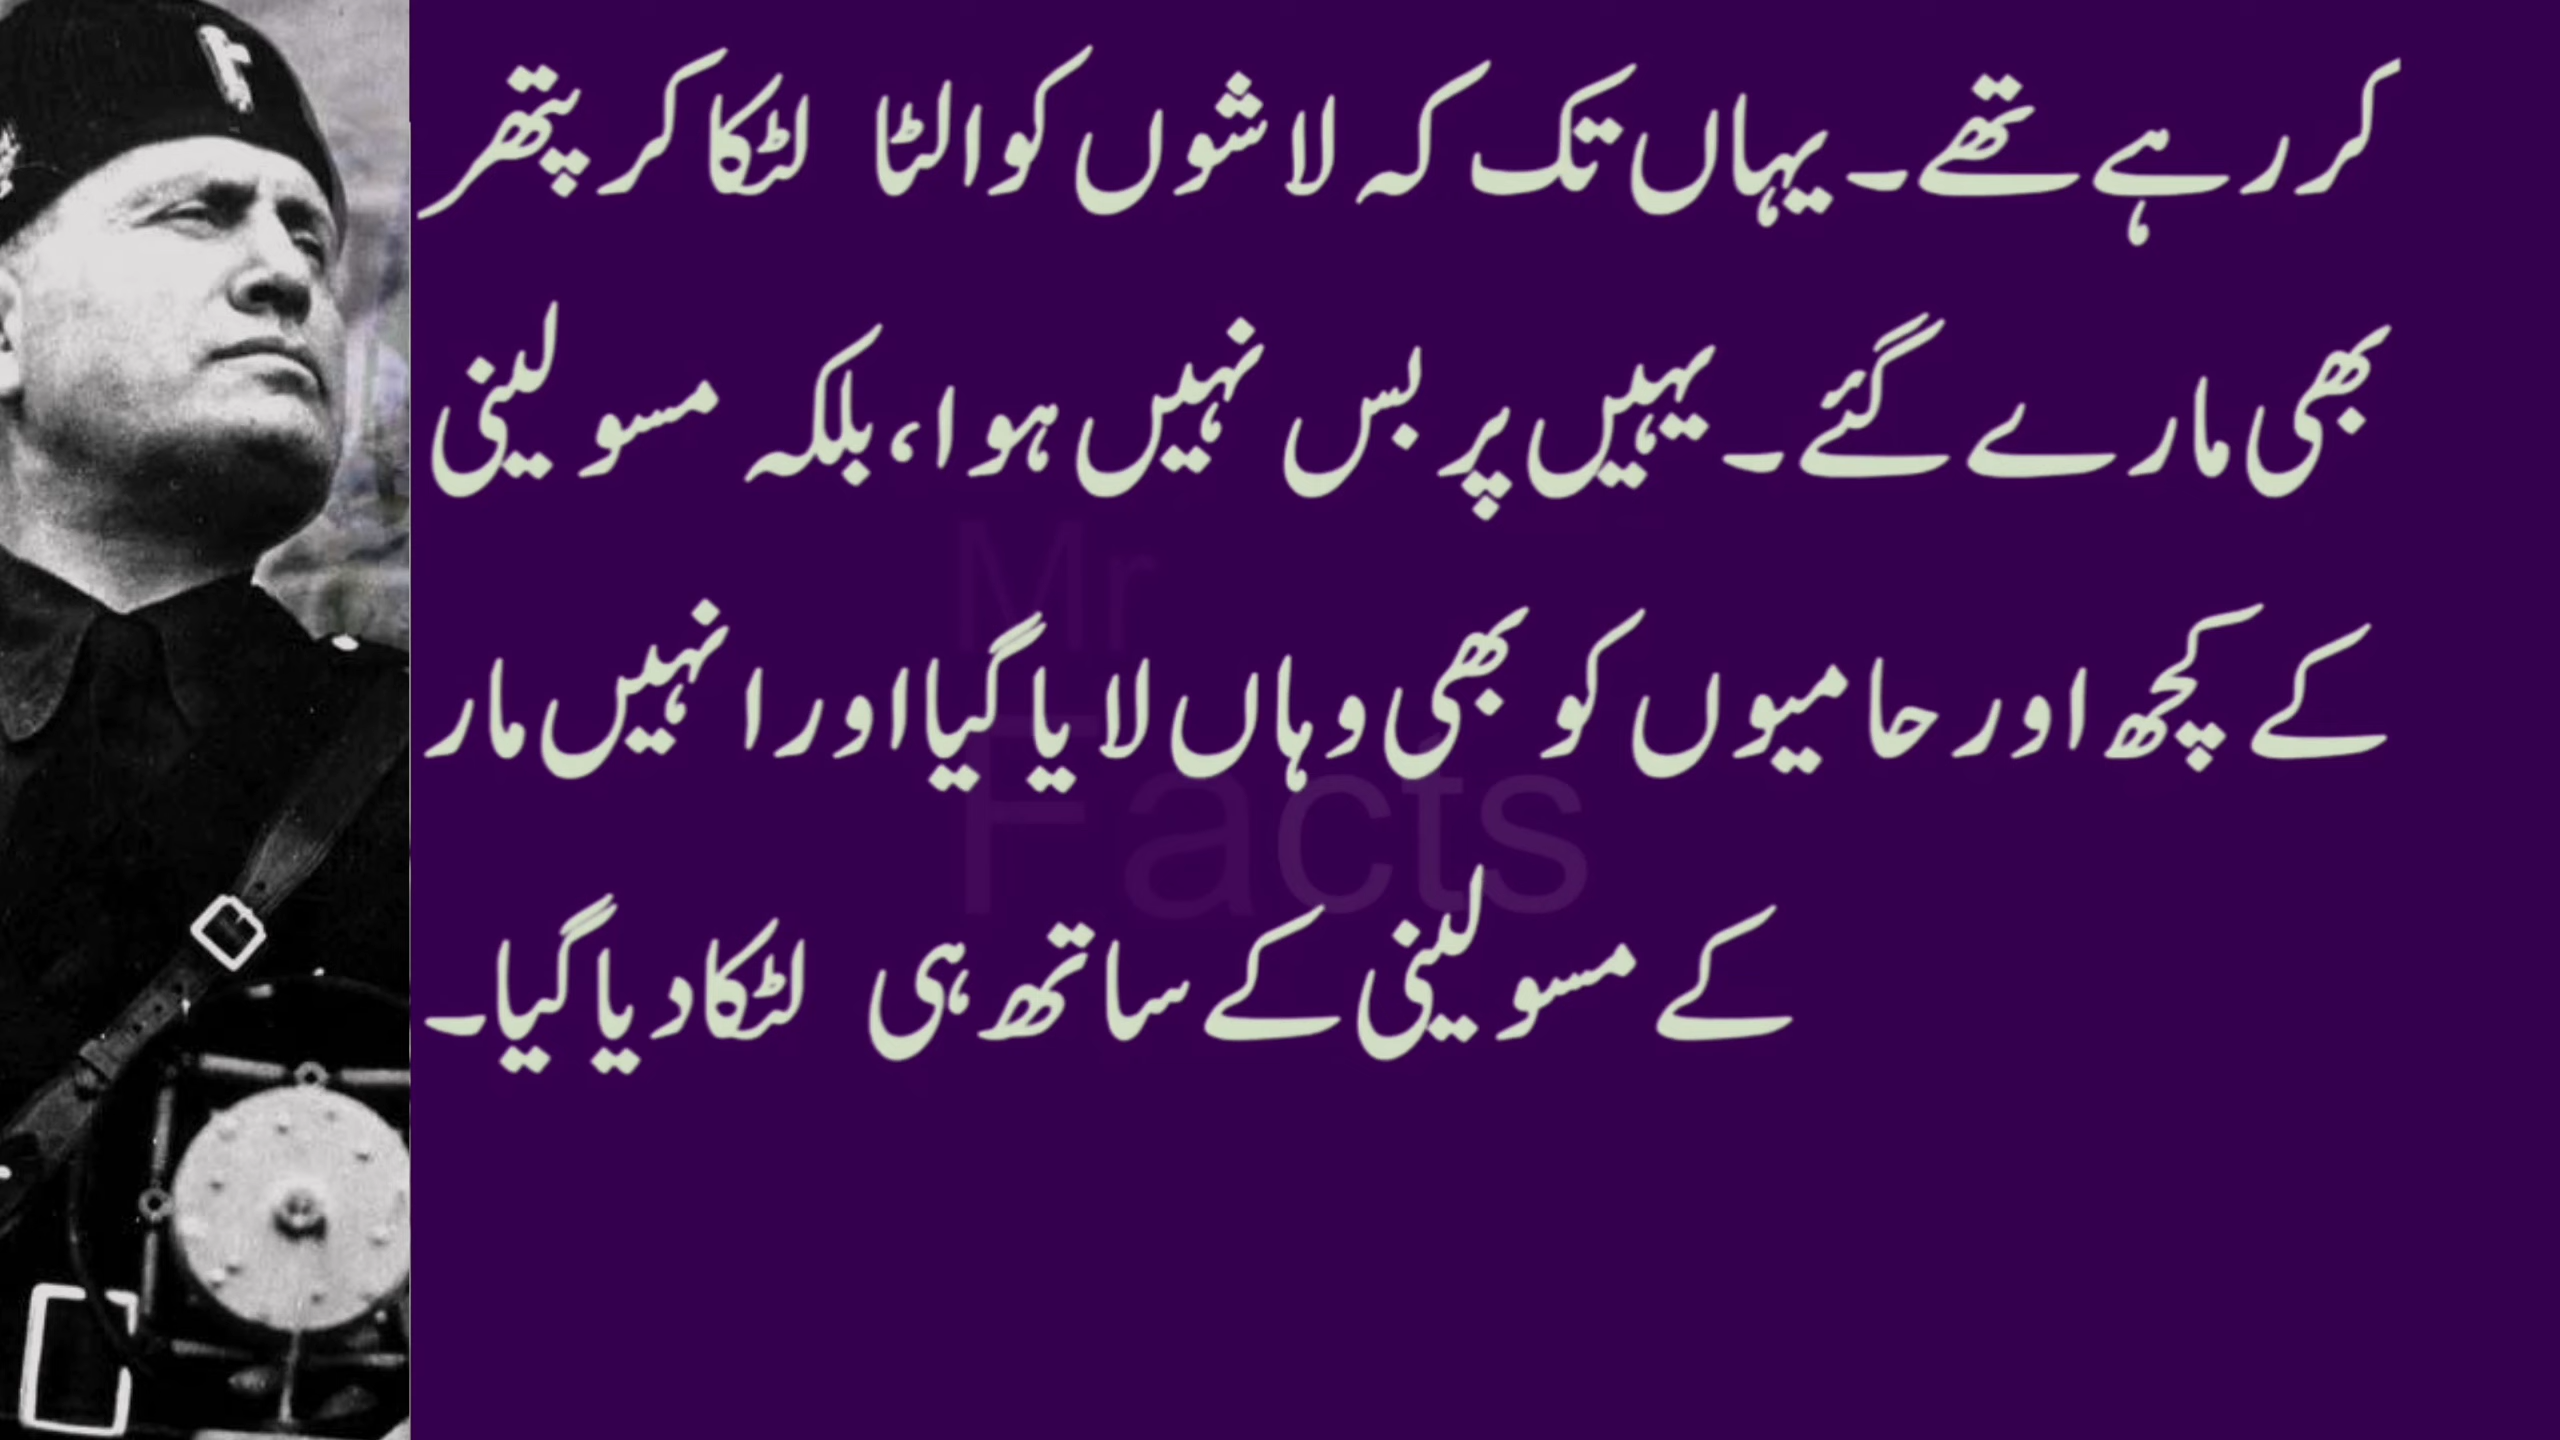 کر رہے تھے۔ یہاں تک کہ لاشوں کو الٹا لٹکا کر پتھر
بھی مارے گئے۔ یہیں پر بس نہیں ہوا، بلکہ مسولینی
کے کچھ اور حامیوں کو بھی وہاں لایا گیا اور انہیں مار
کے مسولینی کے ساتھ ہی لٹکا دیا گیا۔
Mr
Facts